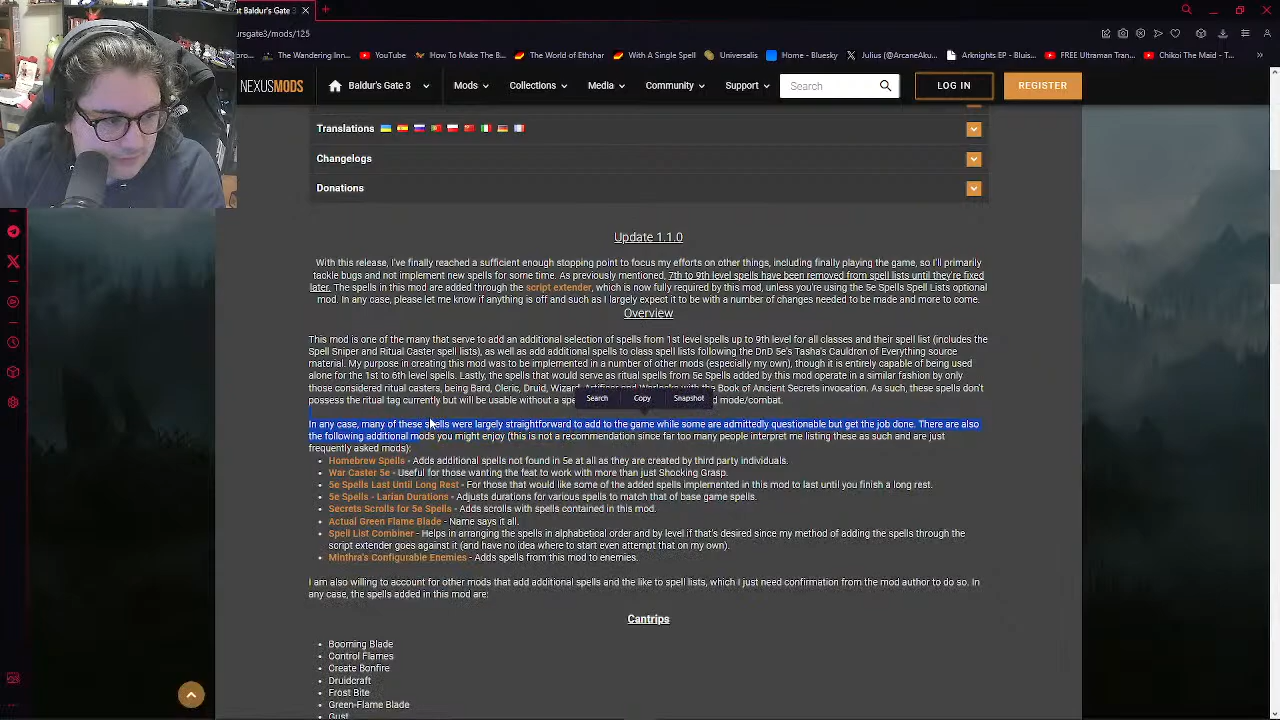 st Baldur's Gate 3
ursgate3/mods/125
The Wandering Inn...
YouTube
How To Make The B...
The World of Ethshar
With A Single Spell
Universalis
Home - Bluesky
Julius (@ArcaneAku...
Arknights EP - Bluis...
FREE Ultraman Tran...
Chikoi The Maid - T...
NEXUSMODS
Baldur's Gate 3
Mods
Collections
Media
Community
Support
Search
LOG IN
REGISTER
Translations
Changelogs
Donations
Update 1.1.0
With this release, I've finally reached a sufficient enough stopping point to focus my efforts on other things, including finally playing the game, so I'll primarily
tackle bugs and not implement new spells for some time. As previously mentioned, 7th to 9th level spells have been removed from spell lists until they're fixed
later. The spells in this mod are added through the script extender, which is now fully required by this mod, unless you're using the 5e Spells Spell Lists optional
mod. In any case, please let me know if anything is off and such as I largely expect it to be with a number of changes needed to be made and more to come.
Overview
This mod is one of the many that serve to add an additional selection of spells from 1st level spells up to 9th level for all classes and their spell list (includes the
Spell Sniper and Ritual Caster spell lists), as well as add additional spells to class spell lists following the DnD 5e's Tasha's Cauldron of Everything source
material. My purpose in creating this mod was to be implemented in a number of other mods (especially my own), though it is entirely capable of being used
alone for the 1st to 6th level spells. Lastly, the spells that would serve as ritual spells from 5e Spells added by this mod operate in a similar fashion by only
those considered ritual casters, being Bard, Cleric, Druid, Wizard, Artificer and Warlocks with the Book of Ancient Secrets invocation. As such, these spells don't
possess the ritual tag currently but will be usable without a spe
d mode/combat.
Search
Copy
Snapshot
In any case, many of these spells were largely straightforward to add to the game while some are admittedly questionable but get the job done. There are also
the following additional mods you might enjoy (this is not a recommendation since far too many people interpret me listing these as such and are just
frequently asked mods):
Homebrew Spells - Adds additional spells not found in 5e at all as they are created by third party individuals.
War Caster 5e - Useful for those wanting the feat to work with more than just Shocking Grasp.
5e Spells Last Until Long Rest - For those that would like some of the added spells implemented in this mod to last until you finish a long rest.
5e Spells - Larian Durations - Adjusts durations for various spells to match that of base game spells.
Secrets Scrolls for 5e Spells - Adds scrolls with spells contained in this mod.
Actual Green Flame Blade - Name says it all.
Spell List Combiner - Helps in arranging the spells in alphabetical order and by level if that's desired since my method of adding the spells through the
script extender goes against it (and have no idea where to start even attempt that on my own).
Minthra's Configurable Enemies - Adds spells from this mod to enemies.
I am also willing to account for other mods that add additional spells and the like to spell lists, which I just need confirmation from the mod author to do so. In
any case, the spells added in this mod are:
Cantrips
Booming Blade
Control Flames
Create Bonfire
Druidcraft
Frost Bite
Green-Flame Blade
Gust